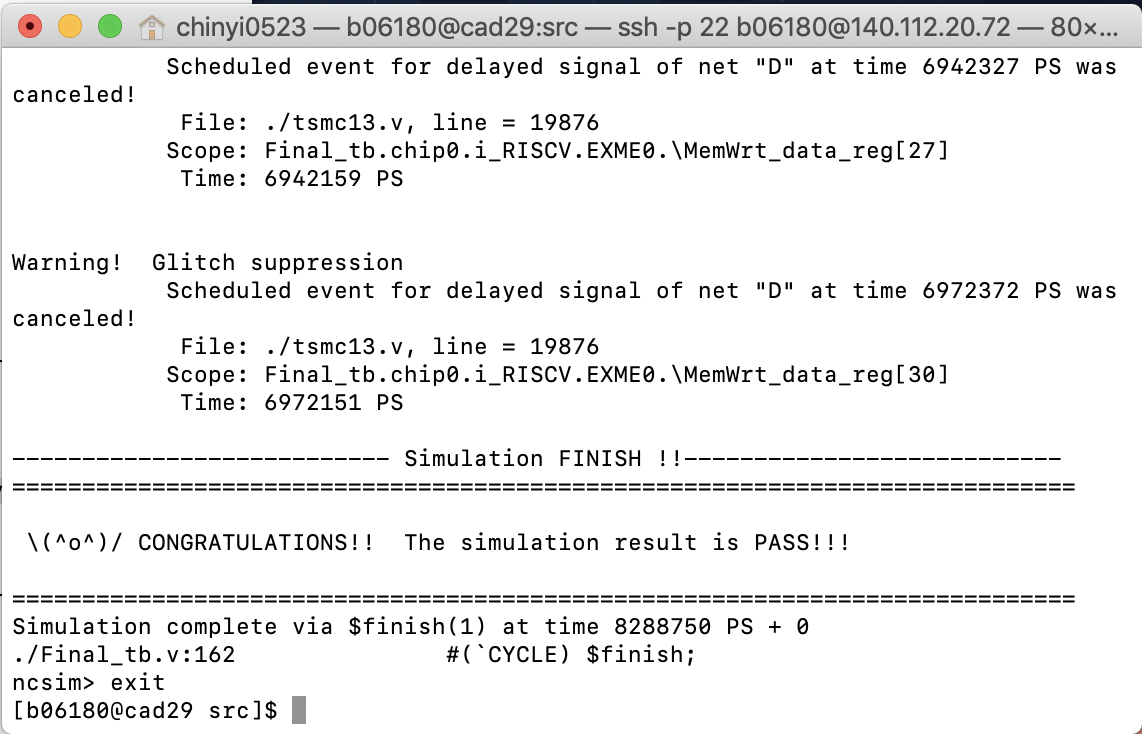 chinyi0523 — b06180@cad29:src — ssh -p 22 b06180@140.112.20.72 — 80×...
Scheduled event for delayed signal of net "D" at time 6942327 PS was
canceled!
File: ./tsmc13.v, line = 19876
Scope: Final_tb.chip0.i_RISCV.EXME0.\MemWrt_data_reg[27]
Time: 6942159 PS
Warning!  Glitch suppression
Scheduled event for delayed signal of net "D" at time 6972372 PS was
canceled!
File: ./tsmc13.v, line = 19876
Scope: Final_tb.chip0.i_RISCV.EXME0.\MemWrt_data_reg[30]
Time: 6972151 PS
--------------------------- Simulation FINISH !!---------------------------
============================================================================
\(^o^)/ CONGRATULATIONS!!  The simulation result is PASS!!!
============================================================================
Simulation complete via $finish(1) at time 8288750 PS + 0
./Final_tb.v:162               #(`CYCLE) $finish;
ncsim> exit
[b06180@cad29 src]$